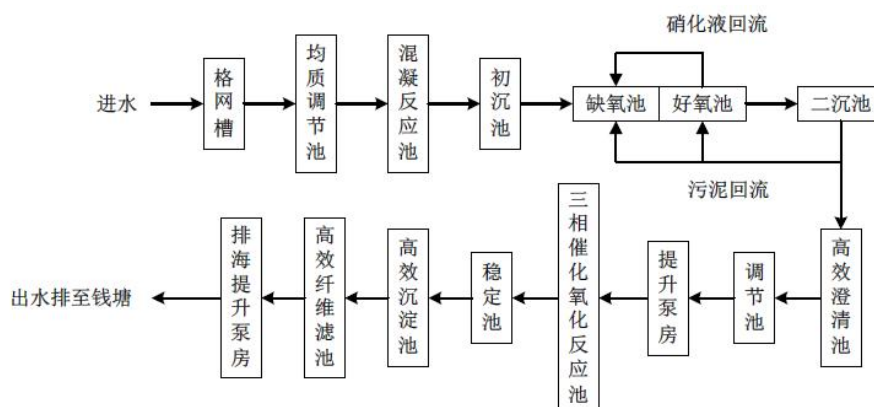 硝化液回流
进水
格网槽
均质调节池
混凝反应池
初沉池
缺氧池
好氧池
二沉池
污泥回流
出水排至钱塘
排海提升泵房
高效纤维滤池
高效沉淀池
稳定池
三相催化氧化反应池
提升泵房
调节池
高效澄清池